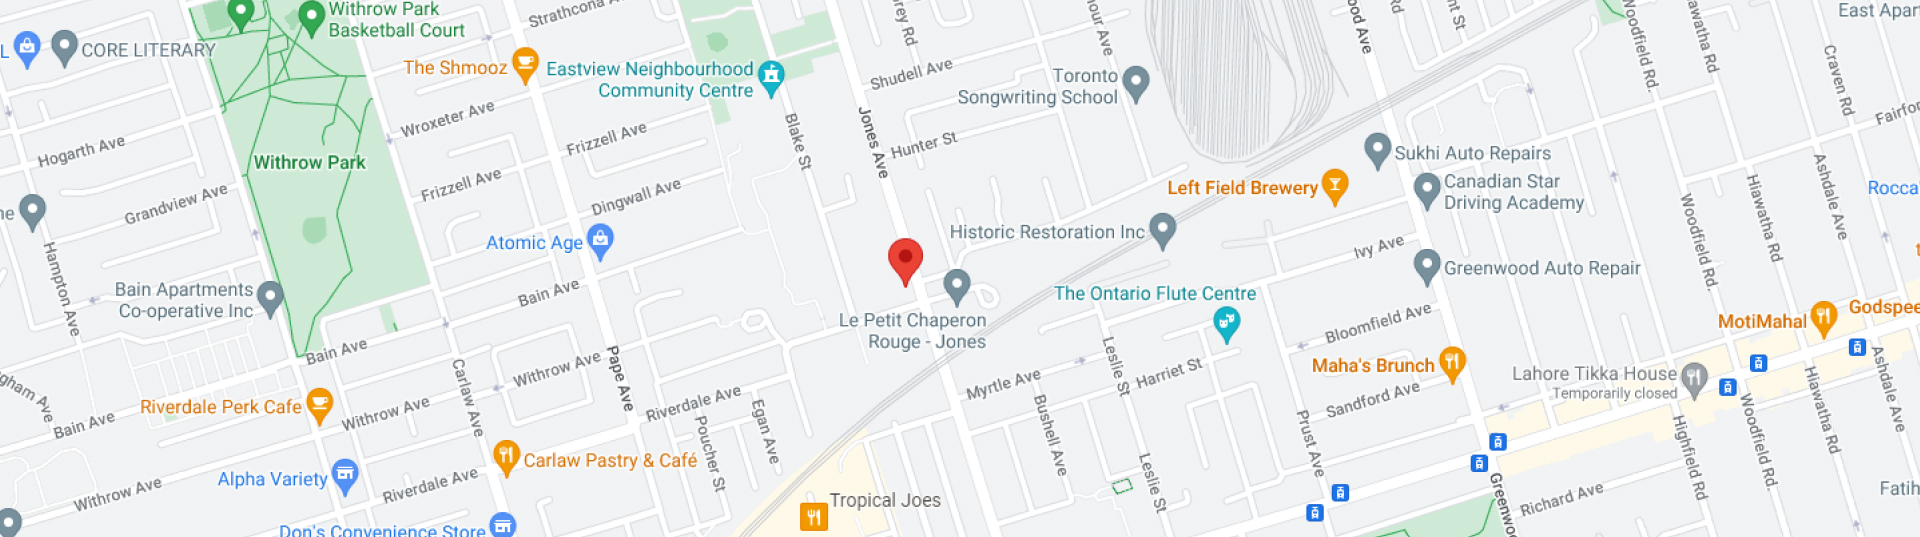 Withrow Park
Basketball Court
Strathcona A
CORE LITERARY
L
The Shmooz
Eastview Neighbourhood
Community Centre
Shudell Ave
Toronto
Songwriting School
East Apar
Woodfield Rd
Craven Rd
Fairfor
Wroxeter Ave
Frizzell Ave
Blake St
Jones Ave
Hunter St
Hogarth Ave
Withrow Park
Sukhi Auto Repairs
Canadian Star
Driving Academy
Left Field Brewery
Ashdale Ave
Hiawatha Rd
Rocca
Frizzell Ave
Dingwall Ave
Grandview Ave
ne
Hampton Ave
Atomic Age
Historic Restoration Inc
Ivy Ave
Woodfield Rd.
Greenwood Auto Repair
Bain Apartments
Co-operative Inc
Bain Ave
The Ontario Flute Centre
Le Petit Chaperon
Rouge - Jones
Bloomfield Ave
MotiMahal
Godspee
Bain Ave
Pape Ave
Carlaw Ave
Withrow Ave
Myrtle Ave
Leslie St
Harriet St
Maha's Brunch
Lahore Tikka House
Temporarily closed
Sandford Ave
Ashdale Ave
Hiawatha Rd
Woodfield Rd.
gham Ave
Riverdale Perk Cafe
Bain Ave
Withrow Ave
Riverdale Ave
Egan Ave
Poucher St
Bushell Ave
Prust Ave
Highfield Rd
Carlaw Pastry & Café
Alpha Variety
Riverdale Ave
Withrow Ave
Leslie St
Greenwoo
Richard Ave
Fatih
Tropical Joes
Don's Convenience Store